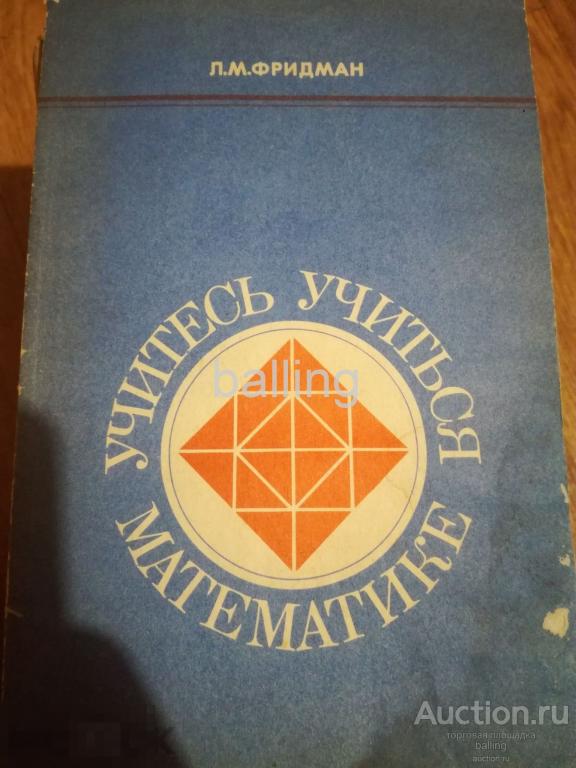 Л.М.ФРИДМАН
УЧИТЕСЬ УЧИТЬСЯ
МАТЕМАТИКЕ
balling
Auction.ru
торговая площадка
balling
auction.ru